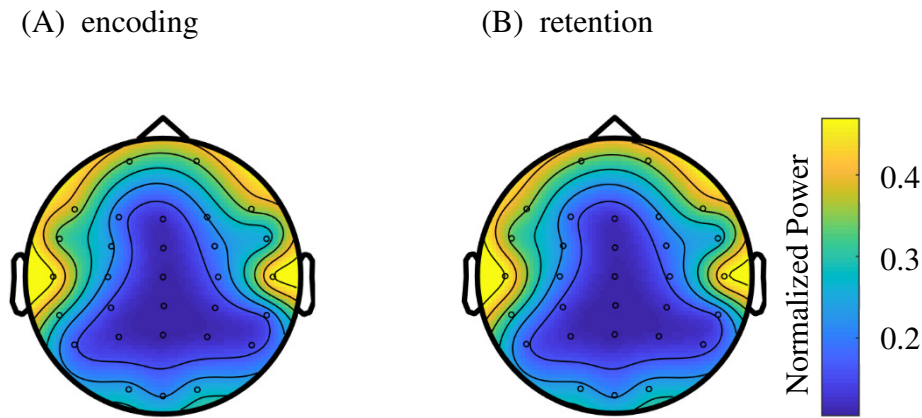 (A) encoding
(B) retention
Normalized Power
0.4
0.3
0.2